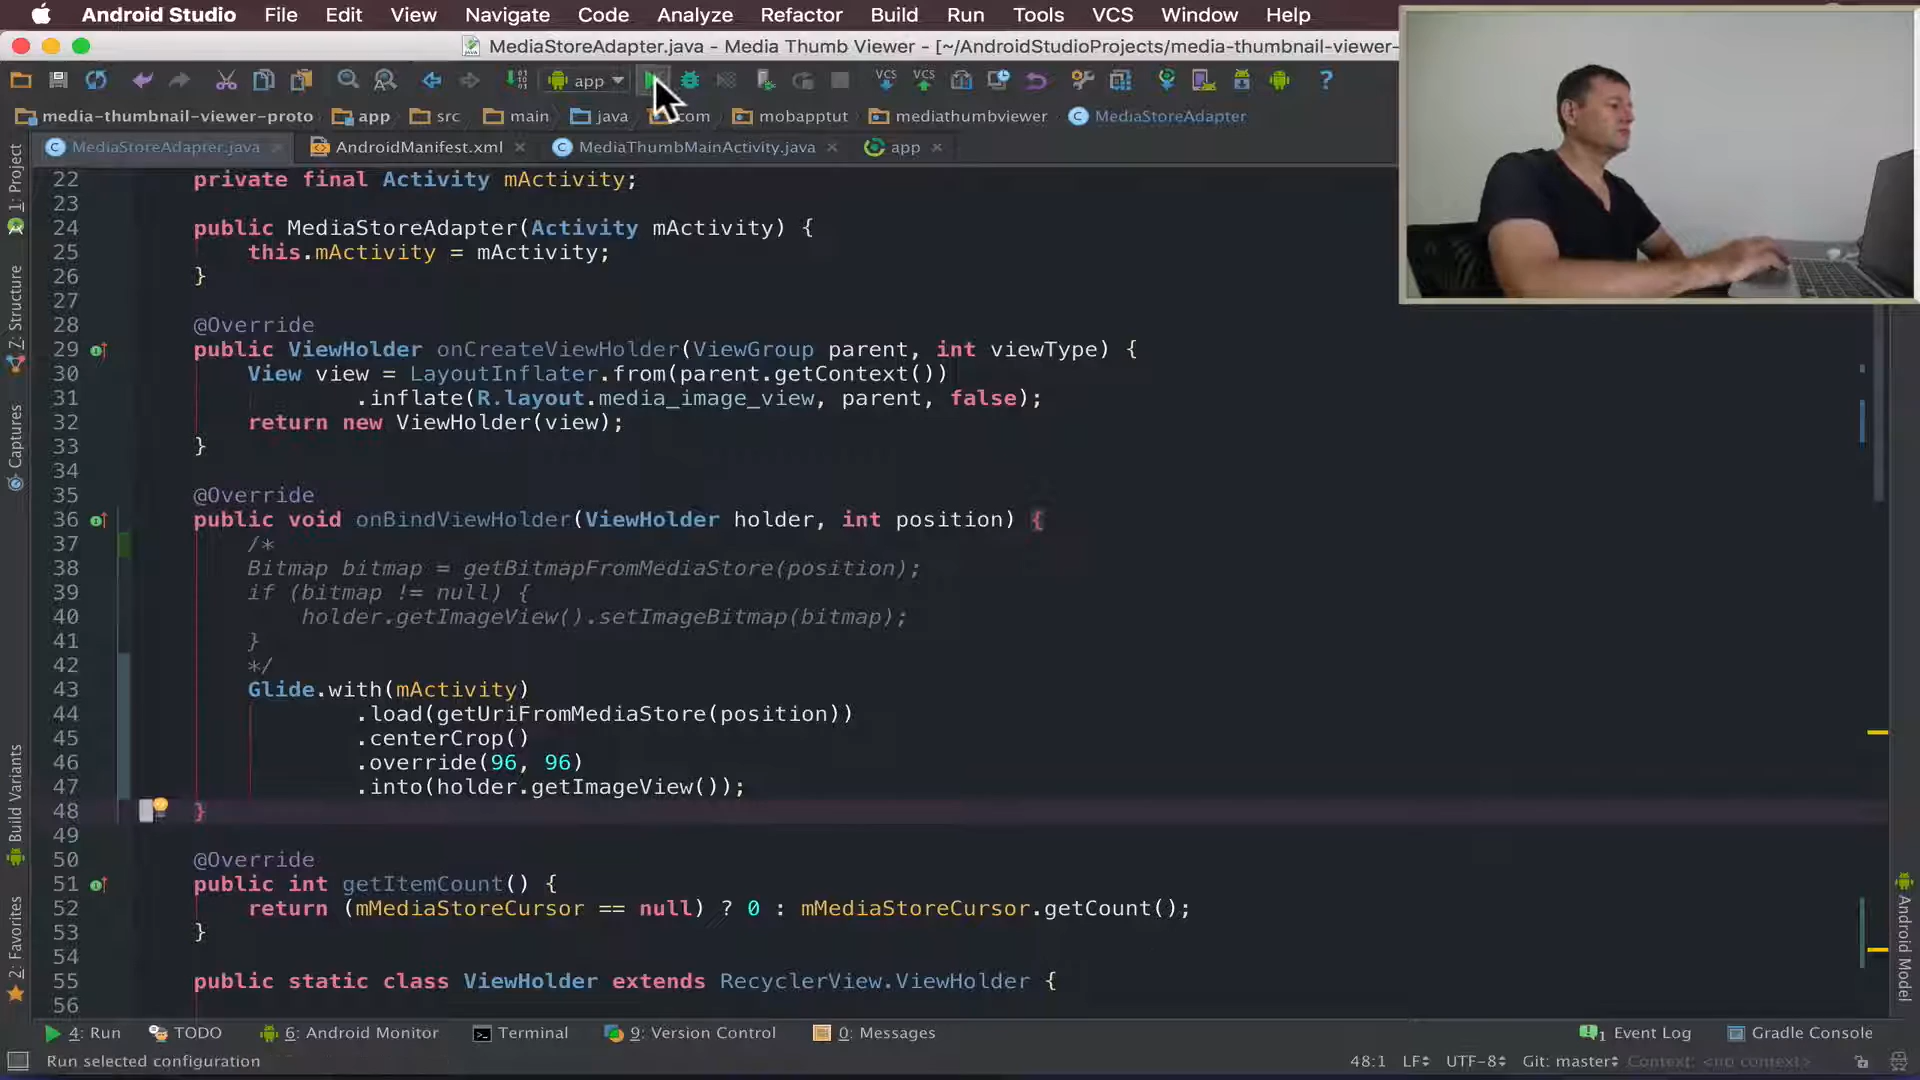 Android Studio File Edit View Navigate Code Analyze Refactor Build Run Tools VCS Window Help
MediaStoreAdapter.java - Media Thumb Viewer - [~/AndroidStudioProjects/media-thumbnail-viewer-
app VCS VCS ?
media-thumbnail-viewer-proto app src main java com mobapptut mediathumbviewer MediaStoreAdapter
MediaStoreAdapter.java AndroidManifest.xml MediaThumbMainActivity.java app
1: Project
7: Structure
Captures
Build Variants
2: Favorites
22 private final Activity mActivity;
23
24 public MediaStoreAdapter(Activity mActivity) {
25 this.mActivity = mActivity;
26 }
27
28 @Override
29 public ViewHolder onCreateViewHolder(ViewGroup parent, int viewType) {
30 View view = LayoutInflater.from(parent.getContext())
31 .inflate(R.layout.media_image_view, parent, false);
32 return new ViewHolder(view);
33 }
34
35 @Override
36 public void onBindViewHolder(ViewHolder holder, int position) {
37 /*
38 Bitmap bitmap = getBitmapFromMediaStore(position);
39 if (bitmap != null) {
40 holder.getImageView().setImageBitmap(bitmap);
41 }
42 */
43 Glide.with(mActivity)
44 .load(getUriFromMediaStore(position))
45 .centerCrop()
46 .override(96, 96)
47 .into(holder.getImageView());
48 }
49
50 @Override
51 public int getItemCount() {
52 return (mMediaStoreCursor == null) ? 0 : mMediaStoreCursor.getCount();
53 }
54
55 public static class ViewHolder extends RecyclerView.ViewHolder {
56
Android Model
4: Run TODO 6: Android Monitor Terminal 9: Version Control 0: Messages 1 Event Log Gradle Console
Run selected configuration 48:1 LF UTF-8 Git: master Context: <no context>